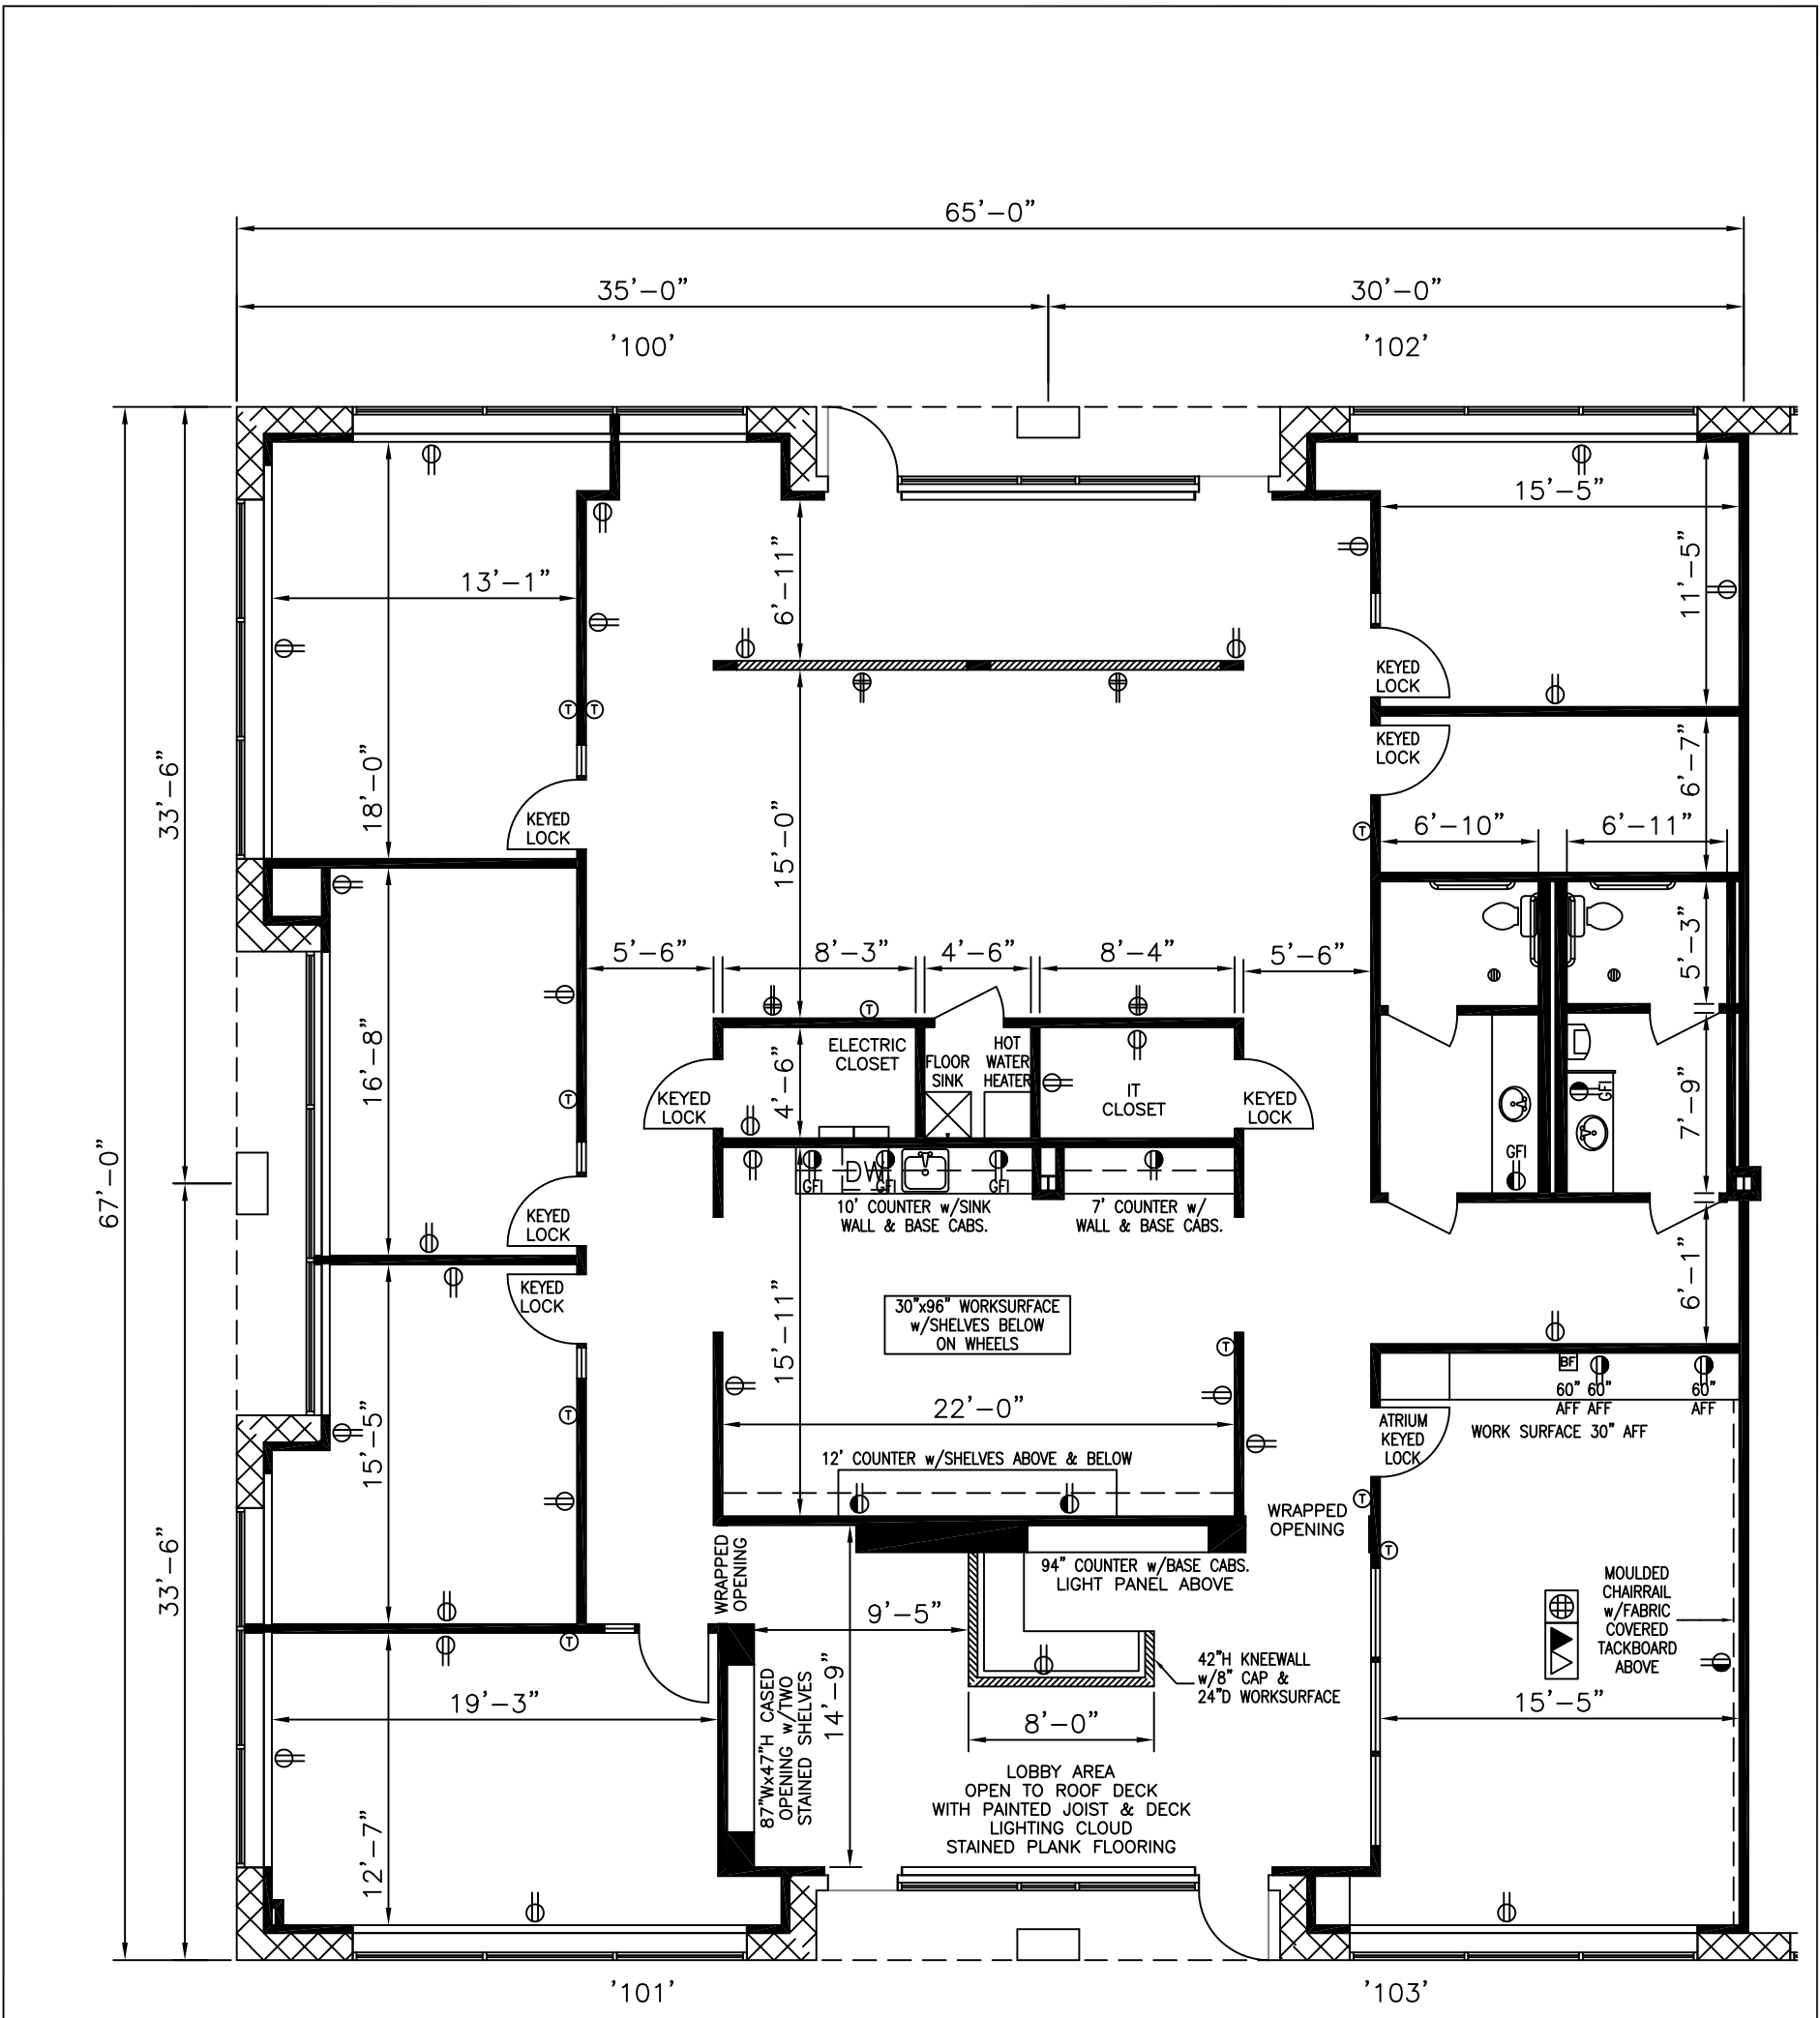 65'-0"
35'-0"
30'-0"
'100'
'102'
15'-5"
11'-5"
13'-1"
6'-11"
KEYED
LOCK
T
T
KEYED
LOCK
6'-7"
33'-6"
18'-0"
KEYED
LOCK
15'-0"
T
6'-10"
6'-11"
5'-6"
8'-3"
4'-6"
8'-4"
5'-6"
5'-3"
T
ELECTRIC
CLOSET
FLOOR
SINK
HOT
WATER
HEATER
IT
CLOSET
4'-6"
KEYED
LOCK
KEYED
LOCK
16'-8"
T
GFI
7'-9"
67'-0"
GFI
DW
GFI
GFI
GFI
10' COUNTER w/SINK
WALL & BASE CABS.
7' COUNTER w/
WALL & BASE CABS.
KEYED
LOCK
KEYED
LOCK
6'-1"
30"x96" WORKSURFACE
w/SHELVES BELOW
ON WHEELS
15'-11"
T
22'-0"
BF
60"
AFF
60"
AFF
60"
AFF
ATRIUM
KEYED
LOCK
WORK SURFACE 30" AFF
T
15'-5"
12' COUNTER w/SHELVES ABOVE & BELOW
WRAPPED
OPENING
T
T
33'-6"
WRAPPED
OPENING
94" COUNTER w/BASE CABS.
LIGHT PANEL ABOVE
MOULDED
CHAIRRAIL
w/FABRIC
COVERED
TACKBOARD
ABOVE
9'-5"
T
42"H KNEEWALL
w/8" CAP &
24"D WORKSURFACE
87"Wx47"H CASED
OPENING w/TWO
STAINED SHELVES
14'-9"
19'-3"
8'-0"
15'-5"
LOBBY AREA
OPEN TO ROOF DECK
WITH PAINTED JOIST & DECK
LIGHTING CLOUD
STAINED PLANK FLOORING
12'-7"
'101'
'103'